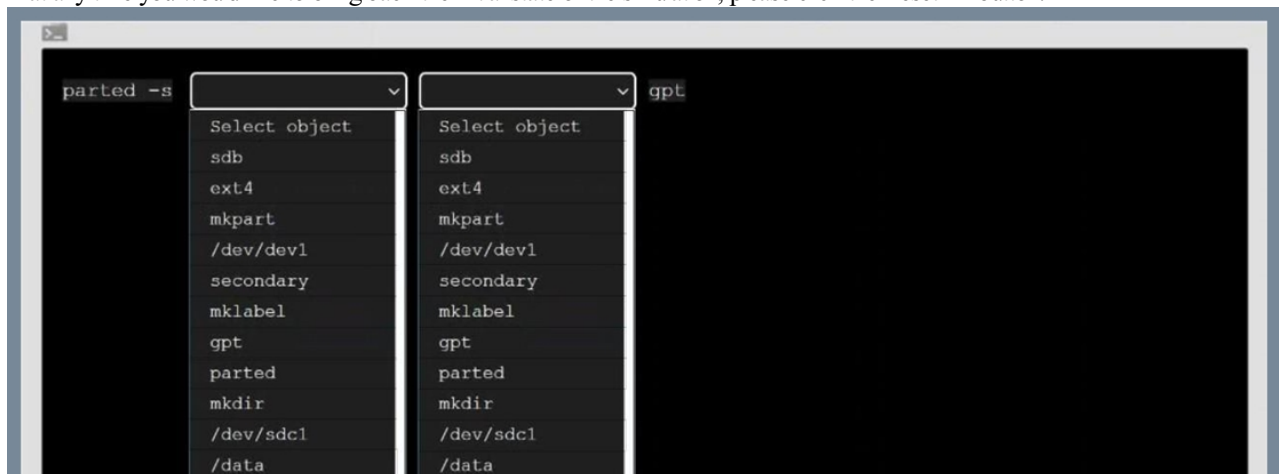 >_
parted -s gpt
Select object Select object
sdb sdb
ext4 ext4
mkpart mkpart
/dev/dev1 /dev/dev1
secondary secondary
mklabel mklabel
gpt gpt
parted parted
mkdir mkdir
/dev/sdc1 /dev/sdc1
/data /data